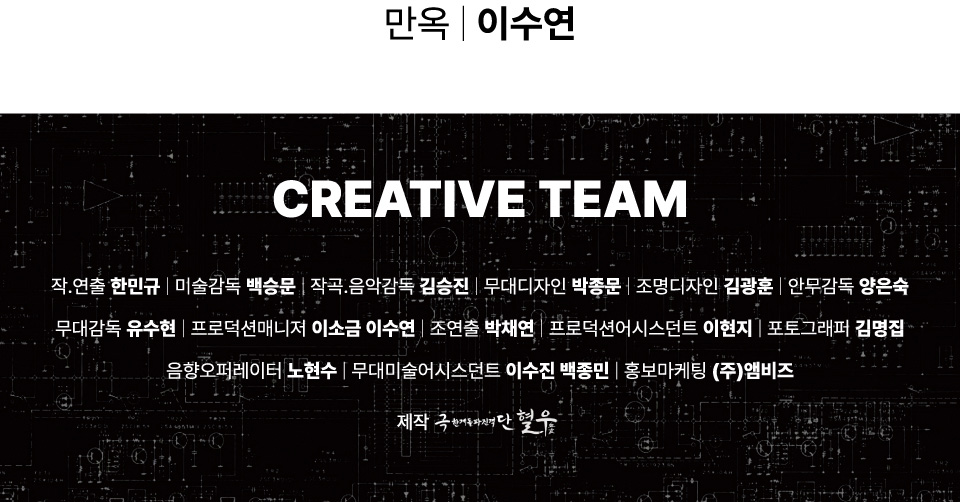 만옥 | 이수연
CREATIVE TEAM
작.연출 한민규 | 미술감독 백승문 | 작곡.음악감독 김승진 | 무대디자인 박종문 | 조명디자인 김광훈 | 안무감독 양은숙
무대감독 유수현 | 프로덕션매니저 이소금 이수연 | 조연출 박채연 | 프로덕션어시스던트 이현지 | 포토그래퍼 김명집
음향오퍼레이터 노현수 | 무대미술어시스던트 이수진 백종민 | 홍보마케팅 (주)앰비즈
제작 극 단 혈우